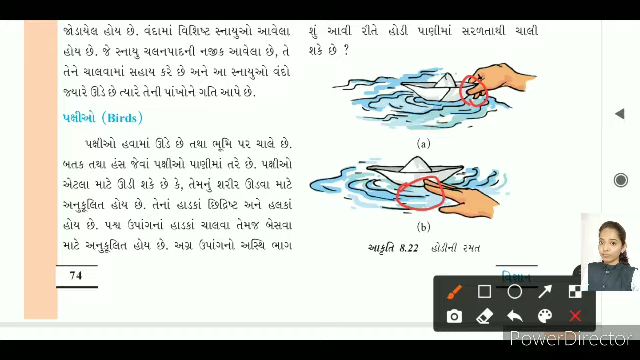 જોડાયેલ હોય છે. વંદામાં વિશિષ્ટ સ્નાયુઓ આવેલા
હોય છે. જે સ્નાયુ ચલનપાદની નજીક આવેલા છે, તે
તેને ચાલવામાં સહાય કરે છે અને આ સ્નાયુઓ વંદો
જ્યારે ઊડે છે ત્યારે તેની પાંખોને ગતિ આપે છે.
પક્ષીઓ (Birds)
પક્ષીઓ હવામાં ઊડે છે તથા ભૂમિ પર ચાલે છે.
બતક તથા હંસ જેવાં પક્ષીઓ પાણીમાં તરે છે. પક્ષીઓ
એટલા માટે ઊડી શકે છે કે, તેમનું શરીર ઊડવા માટે
અનુકૂલિત હોય છે. તેનાં હાડકાં છિદ્રિષ્ટ અને હલકાં
હોય છે. પશ્ચ ઉપાંગનાં હાડકાં ચાલવા તેમજ બેસવા
માટે અનુકૂલિત હોય છે. અગ્ર ઉપાંગનો અસ્થિ ભાગ
74
શું આવી રીતે હોડી પાણીમાં સરળતાથી ચાલી
શકે છે ?
(a)
(b)
આકૃતિ 8.22 હોડીની રમત
વિજ્ઞાન
PowerDirector